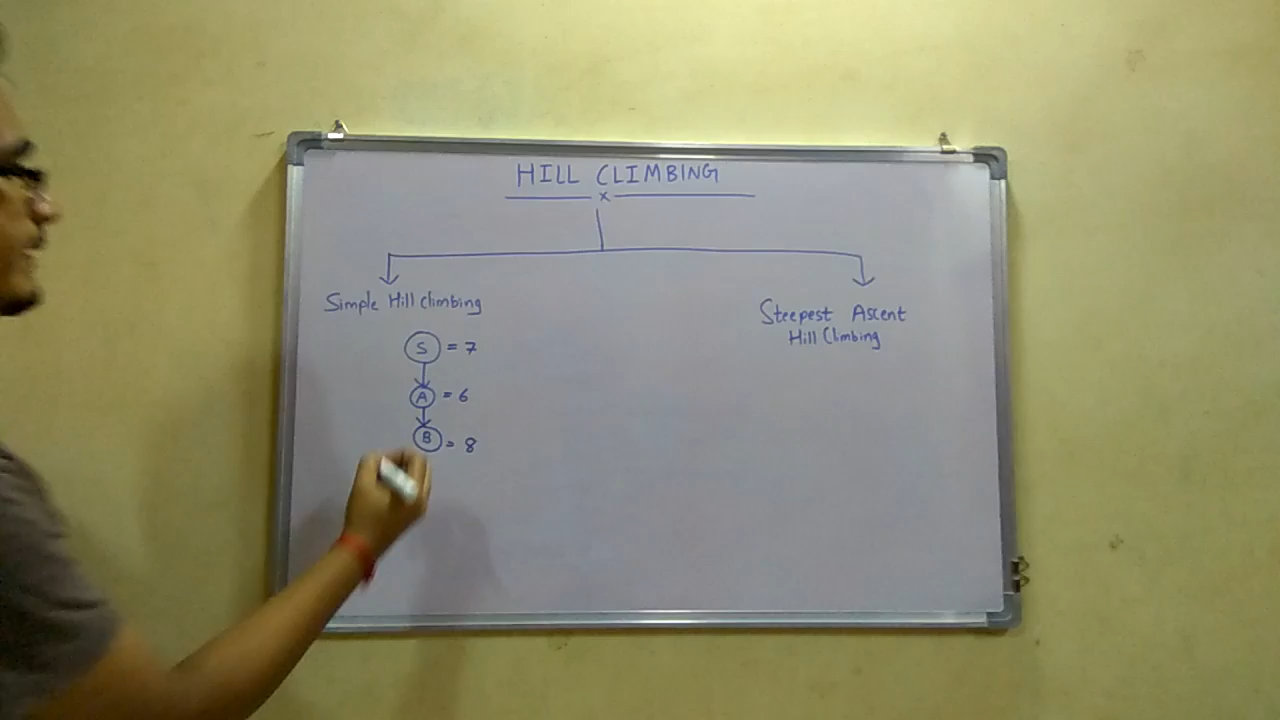 HILL CLIMBING
x
Simple Hill climbing
S = 7
A = 6
B = 8
Steepest Ascent
Hill Climbing